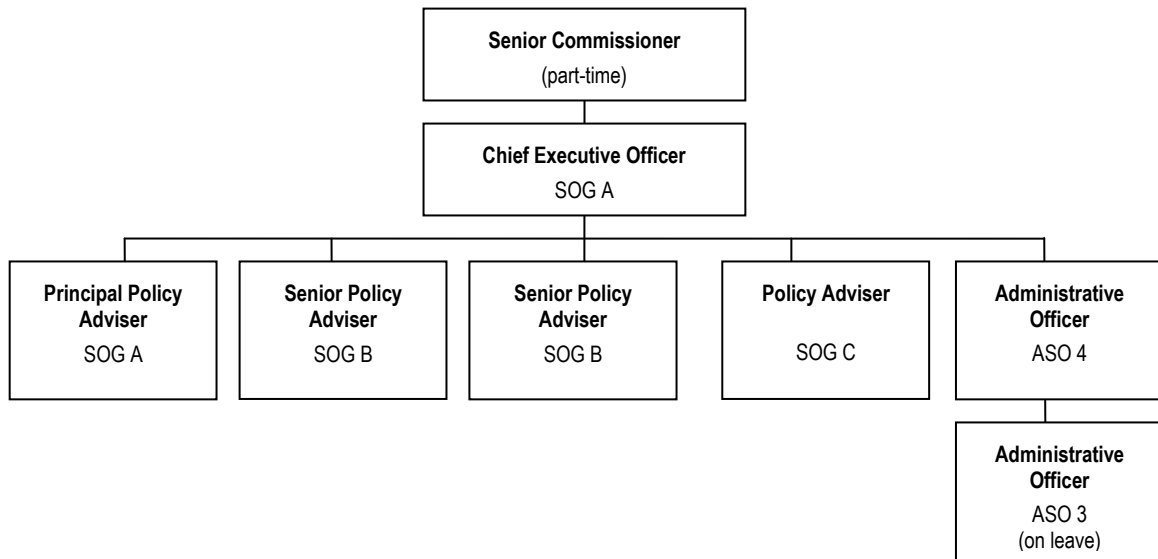 Senior Commissioner
(part-time)
Chief Executive Officer
SOG A
Principal Policy
Adviser
SOG A
Senior Policy
Adviser
SOG B
Senior Policy
Adviser
SOG B
Policy Adviser
SOG C
Administrative
Officer
ASO 4
Administrative
Officer
ASO 3
(on leave)